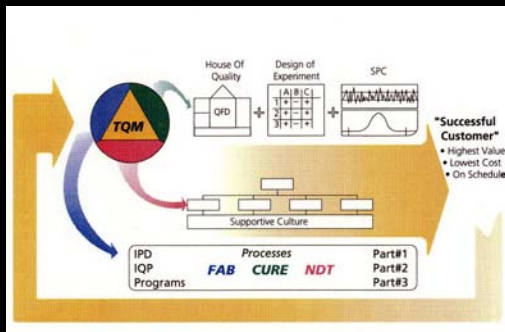 House Of
Quality
Design of
Experiment
SPC
QFD
A B C
1 + − +
2 − − +
3 + − +
TQM
"Successful
Customer"
• Highest Value
• Lowest Cost
• On Schedule
Supportive Culture
IPD
Processes
Part#1
IQP
FAB CURE NDT
Part#2
Programs
Part#3